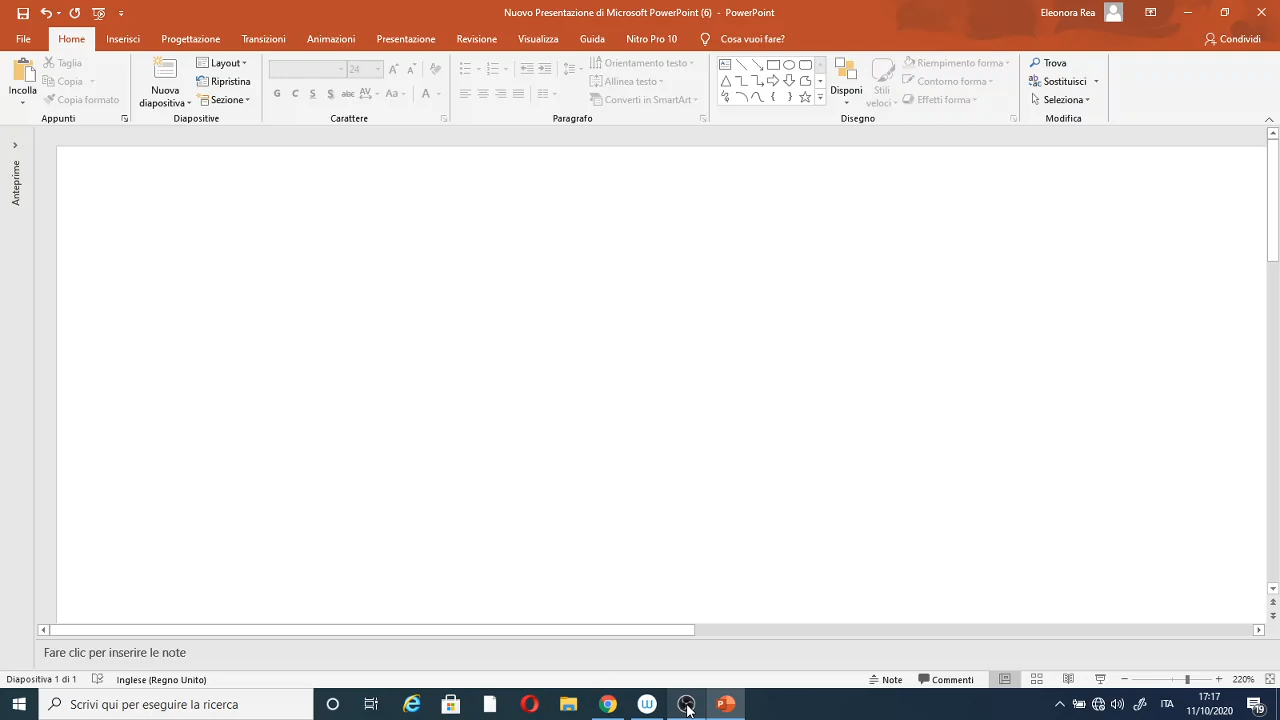 Nuovo Presentazione di Microsoft PowerPoint (6) - PowerPoint
Eleonora Rea
File Home Inserisci Progettazione Transizioni Animazioni Presentazione Revisione Visualizza Guida Nitro Pro 10 Cosa vuoi fare? Condividi
Incolla
Taglia
Copia
Copia formato
Appunti
Nuova
diapositiva
Layout
Ripristina
Sezione
Diapositive
24
G C S S abc AV Aa A
Carattere
Orientamento testo
Allinea testo
Converti in SmartArt
Paragrafo
Disponi
Stili
veloci
Riempimento forma
Contorno forma
Effetti forma
Disegno
Trova
Sostituisci
Seleziona
Modifica
Anteprime
Fare clic per inserire le note
Diapositiva 1 di 1 Inglese (Regno Unito) Note Commenti 220%
Scrivi qui per eseguire la ricerca
ITA
17:17
11/10/2020
19